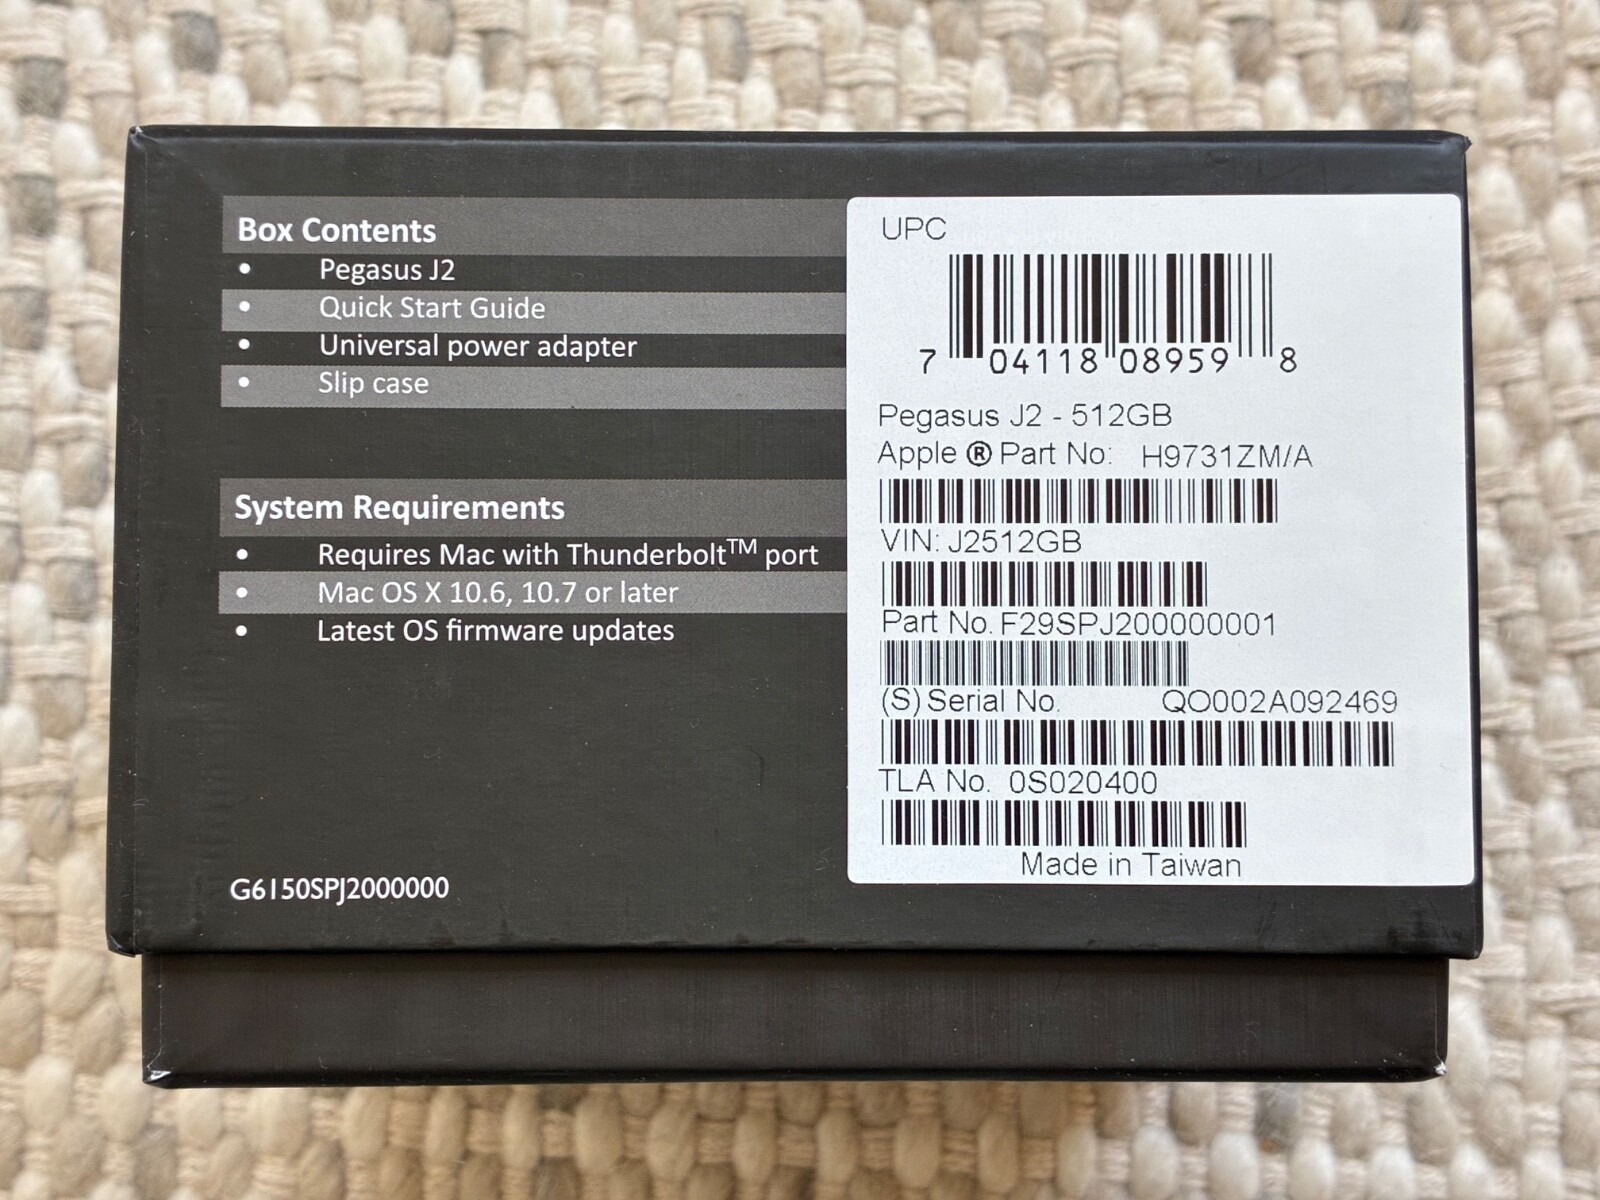 Box Contents
• Pegasus J2
• Quick Start Guide
• Universal power adapter
• Slip case
System Requirements
• Requires Mac with Thunderbolt™ port
• Mac OS X 10.6, 10.7 or later
• Latest OS firmware updates
G6150SPJ2000000
UPC
7 04118 08959 8
Pegasus J2 - 512GB
Apple ® Part No: H9731ZM/A
VIN: J2512GB
Part No. F29SPJ200000001
(S) Serial No. QO002A092469
TLA No. 0S020400
Made in Taiwan